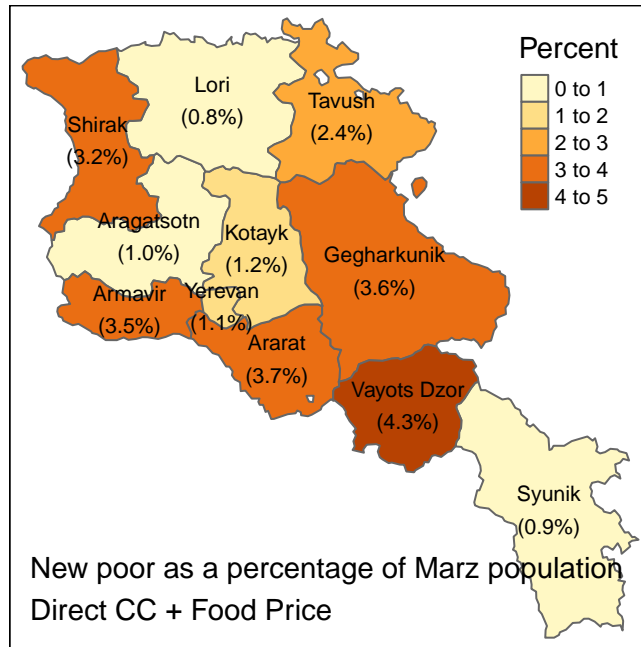 Percent
0 to 1
1 to 2
2 to 3
3 to 4
4 to 5
Lori
(0.8%)
Tavush
(2.4%)
Shirak
(3.2%)
Aragatsotn
(1.0%)
Kotayk
(1.2%)
Gegharkunik
(3.6%)
Armavir
(3.5%)
Yerevan
(1.1%)
Ararat
(3.7%)
Vayots Dzor
(4.3%)
Syunik
(0.9%)
New poor as a percentage of Marz population
Direct CC + Food Price